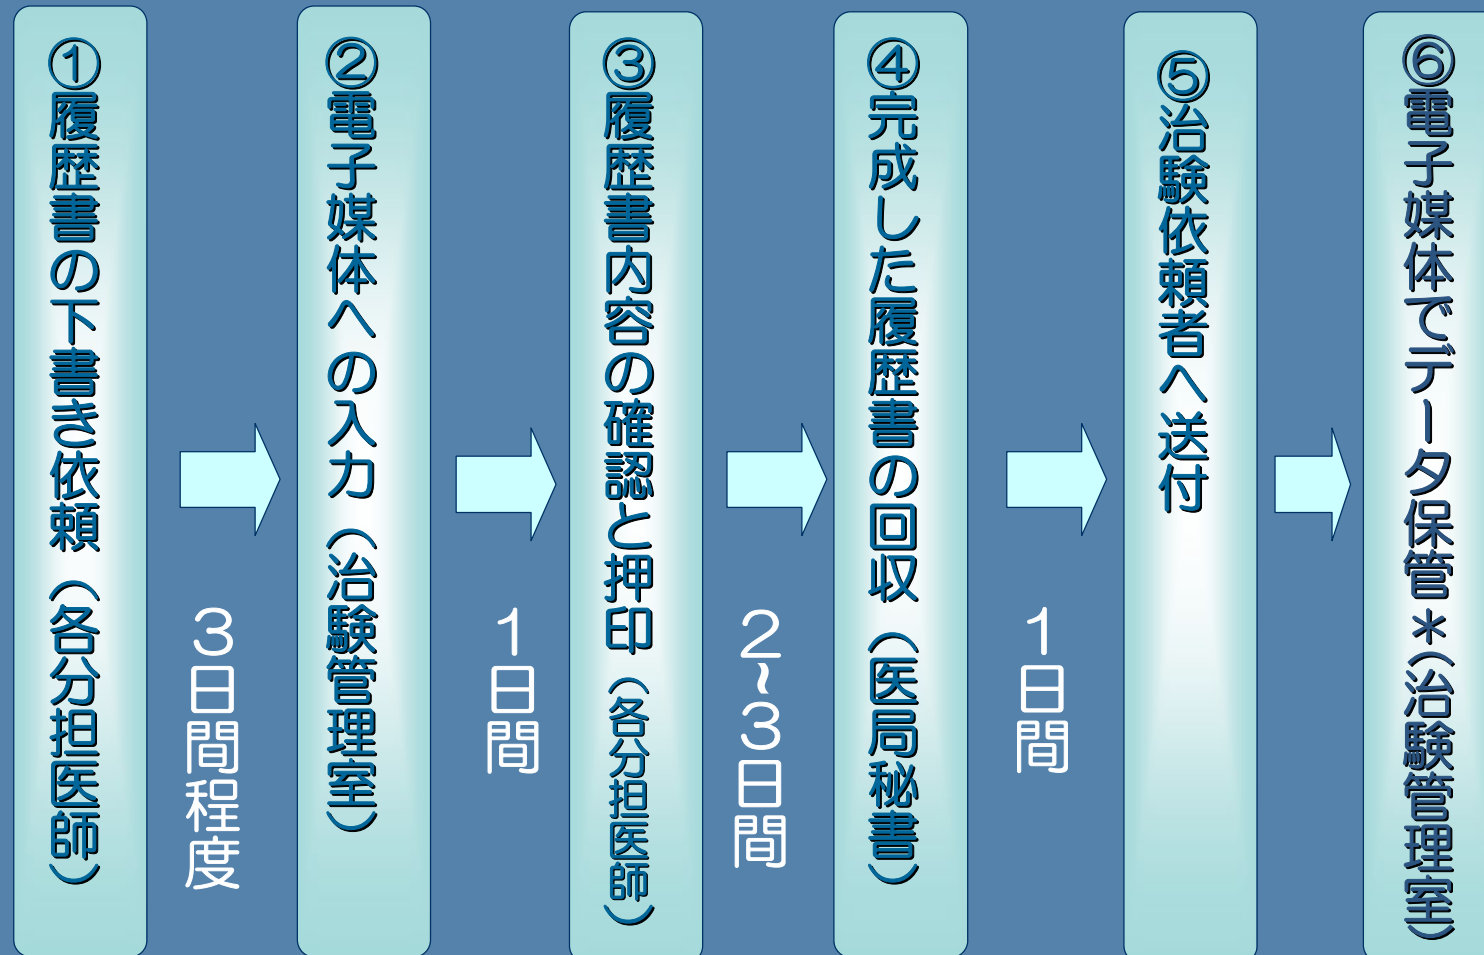 ①履歴書の下書き依頼（各分担医師）
3日間程度
②電子媒体への入力（治験管理室）
1日間
③履歴書内容の確認と押印（各分担医師）
2~3日間
④完成した履歴書の回収（医局秘書）
1日間
⑤治験依頼者へ送付
⑥電子媒体でデータ保管＊（治験管理室）